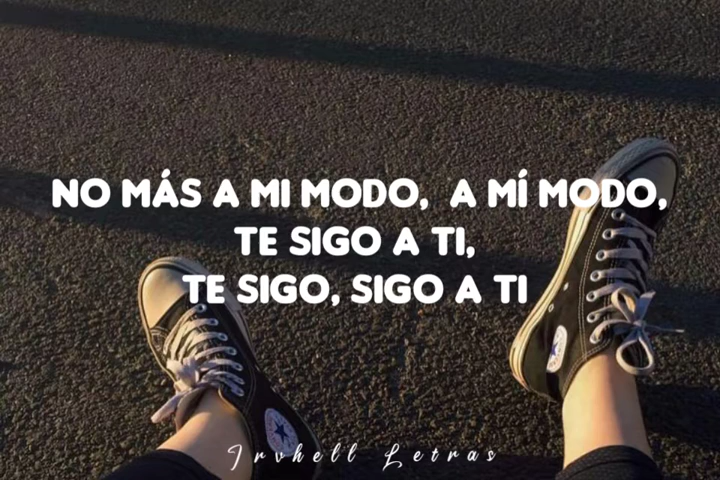 NO MÁS A MI MODO, A MÍ MODO,
TE SIGO A TI,
TE SIGO, SIGO A TI
Irvhell Letras